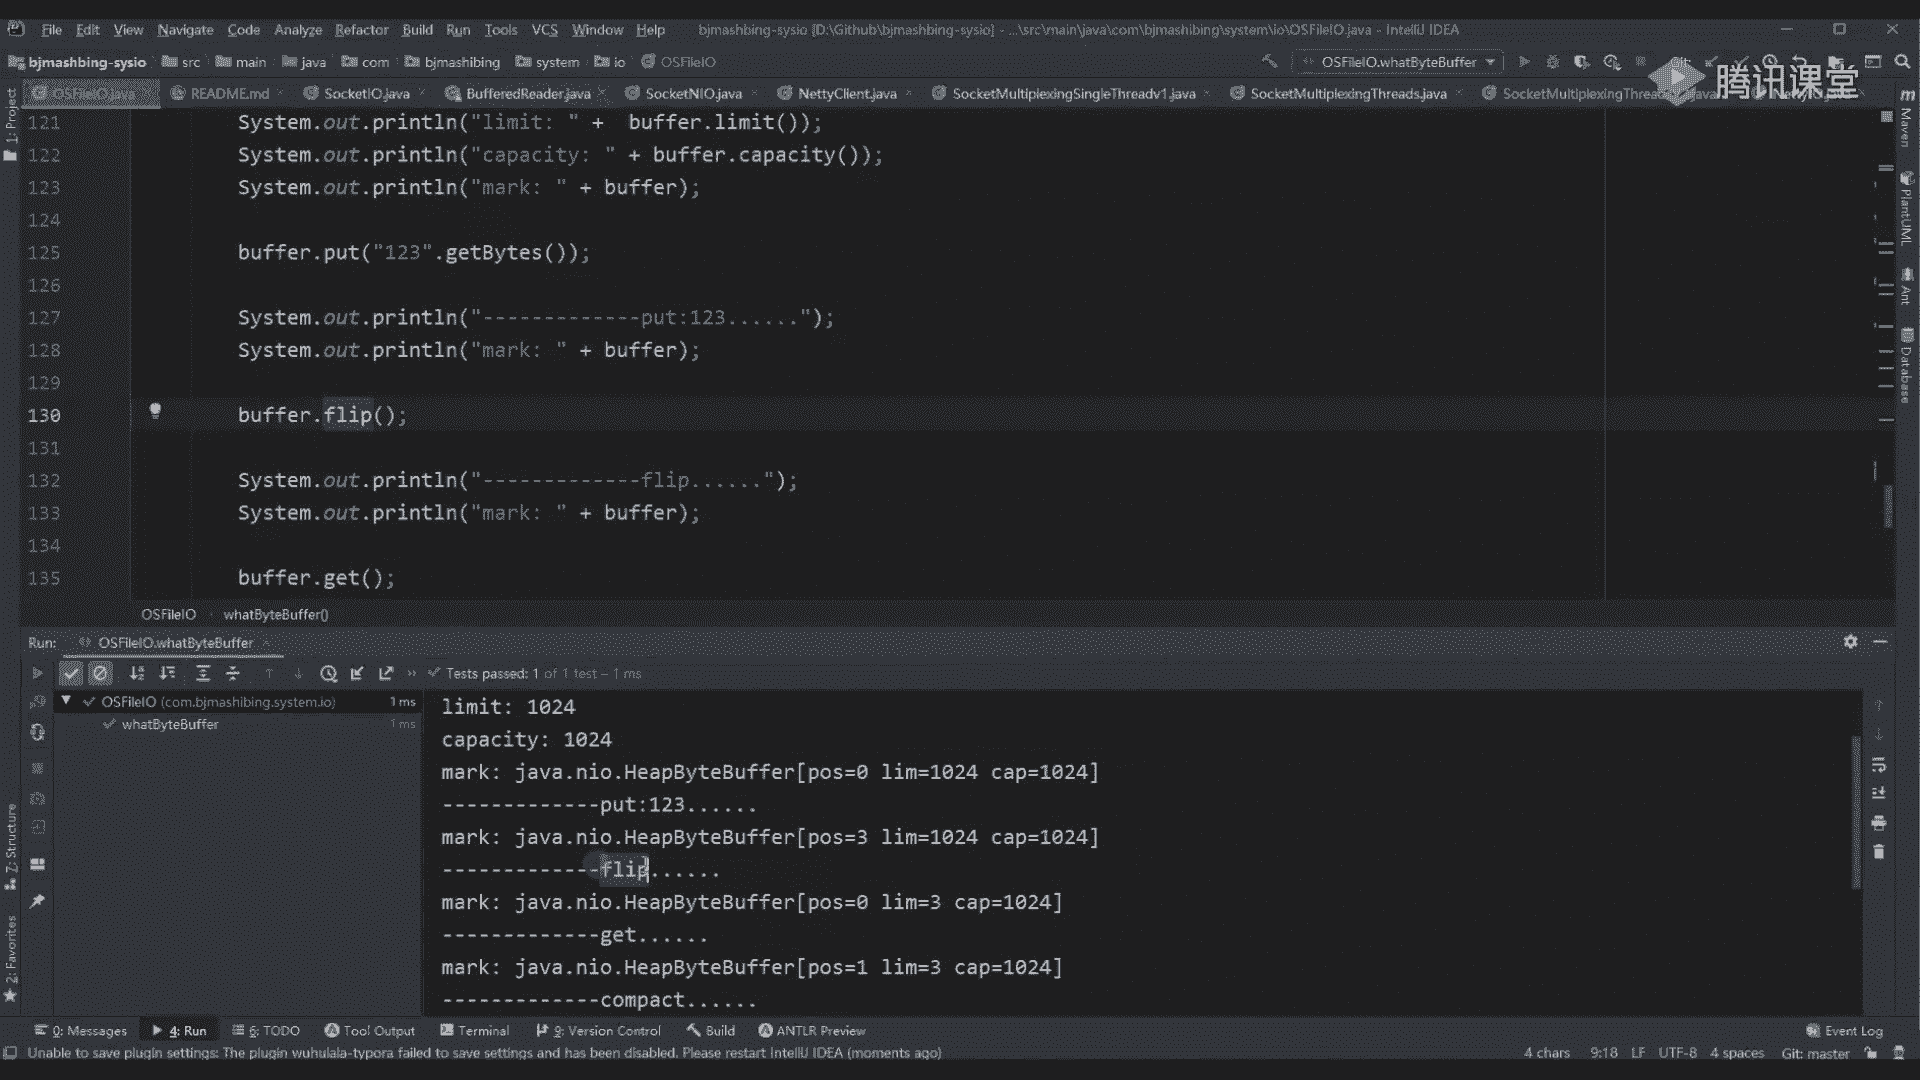 File Edit View Navigate Code Analyze Refactor Build Run Tools VCS Window Help bjmashbing-sysio [D:\Github\bjmashbing-sysio] - ...\src\main\java\com\bjmashibing\system\io\OSFileIO.java - IntelliJ IDEA
bjmashbing-sysio src main java com bjmashibing system io OSFileIO OSFileIO.whatByteBuffer Git:
腾讯课堂
OSFileIO.java README.md SocketIO.java BufferedReader.java SocketNIO.java NettyClient.java SocketMultiplexingSingleThreadv1.java SocketMultiplexingThreads.java
1: Project
121 System.out.println("limit: " + buffer.limit());
122 System.out.println("capacity: " + buffer.capacity());
123 System.out.println("mark: " + buffer);
124
125 buffer.put("123".getBytes());
126
127 System.out.println("-------------put:123......");
128 System.out.println("mark: " + buffer);
129
130 buffer.flip();
131
132 System.out.println("-------------flip......");
133 System.out.println("mark: " + buffer);
134
135 buffer.get();
Maven
PlantUML
Ant
Database
OSFileIO whatByteBuffer()
Run: OSFileIO.whatByteBuffer
Tests passed: 1 of 1 test – 1 ms
OSFileIO (com.bjmashibing.system.io) 1 ms
whatByteBuffer 1 ms
limit: 1024
capacity: 1024
mark: java.nio.HeapByteBuffer[pos=0 lim=1024 cap=1024]
-------------put:123......
mark: java.nio.HeapByteBuffer[pos=3 lim=1024 cap=1024]
-------------flip......
mark: java.nio.HeapByteBuffer[pos=0 lim=3 cap=1024]
-------------get......
mark: java.nio.HeapByteBuffer[pos=1 lim=3 cap=1024]
-------------compact......
Z: Structure
2: Favorites
0: Messages 4: Run 6: TODO Tool Output Terminal 9: Version Control Build ANTLR Preview Event Log
Unable to save plugin settings: The plugin wuhulala-typora failed to save settings and has been disabled. Please restart IntelliJ IDEA (moments ago) 4 chars 9:18 LF UTF-8 4 spaces Git: master